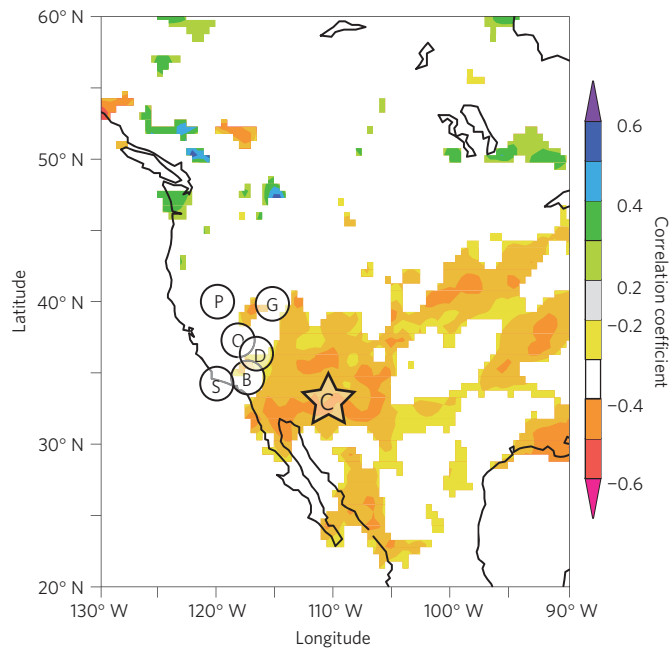 60° N
50° N
40° N
30° N
20° N
Latitude
130° W
120° W
110° W
100° W
90° W
Longitude
P
G
O
D
B
S
C
0.6
0.4
0.2
−0.2
−0.4
−0.6
Correlation coefficient